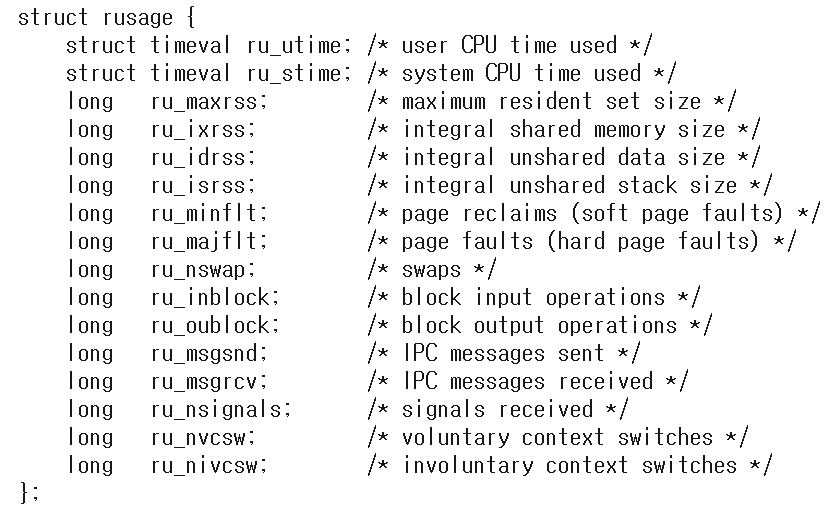 struct rusage {
    struct timeval ru_utime; /* user CPU time used */
    struct timeval ru_stime; /* system CPU time used */
    long   ru_maxrss;        /* maximum resident set size */
    long   ru_ixrss;         /* integral shared memory size */
    long   ru_idrss;         /* integral unshared data size */
    long   ru_isrss;         /* integral unshared stack size */
    long   ru_minflt;        /* page reclaims (soft page faults) */
    long   ru_majflt;        /* page faults (hard page faults) */
    long   ru_nswap;         /* swaps */
    long   ru_inblock;       /* block input operations */
    long   ru_oublock;       /* block output operations */
    long   ru_msgsnd;        /* IPC messages sent */
    long   ru_msgrcv;        /* IPC messages received */
    long   ru_nsignals;      /* signals received */
    long   ru_nvcsw;         /* voluntary context switches */
    long   ru_nivcsw;        /* involuntary context switches */
};